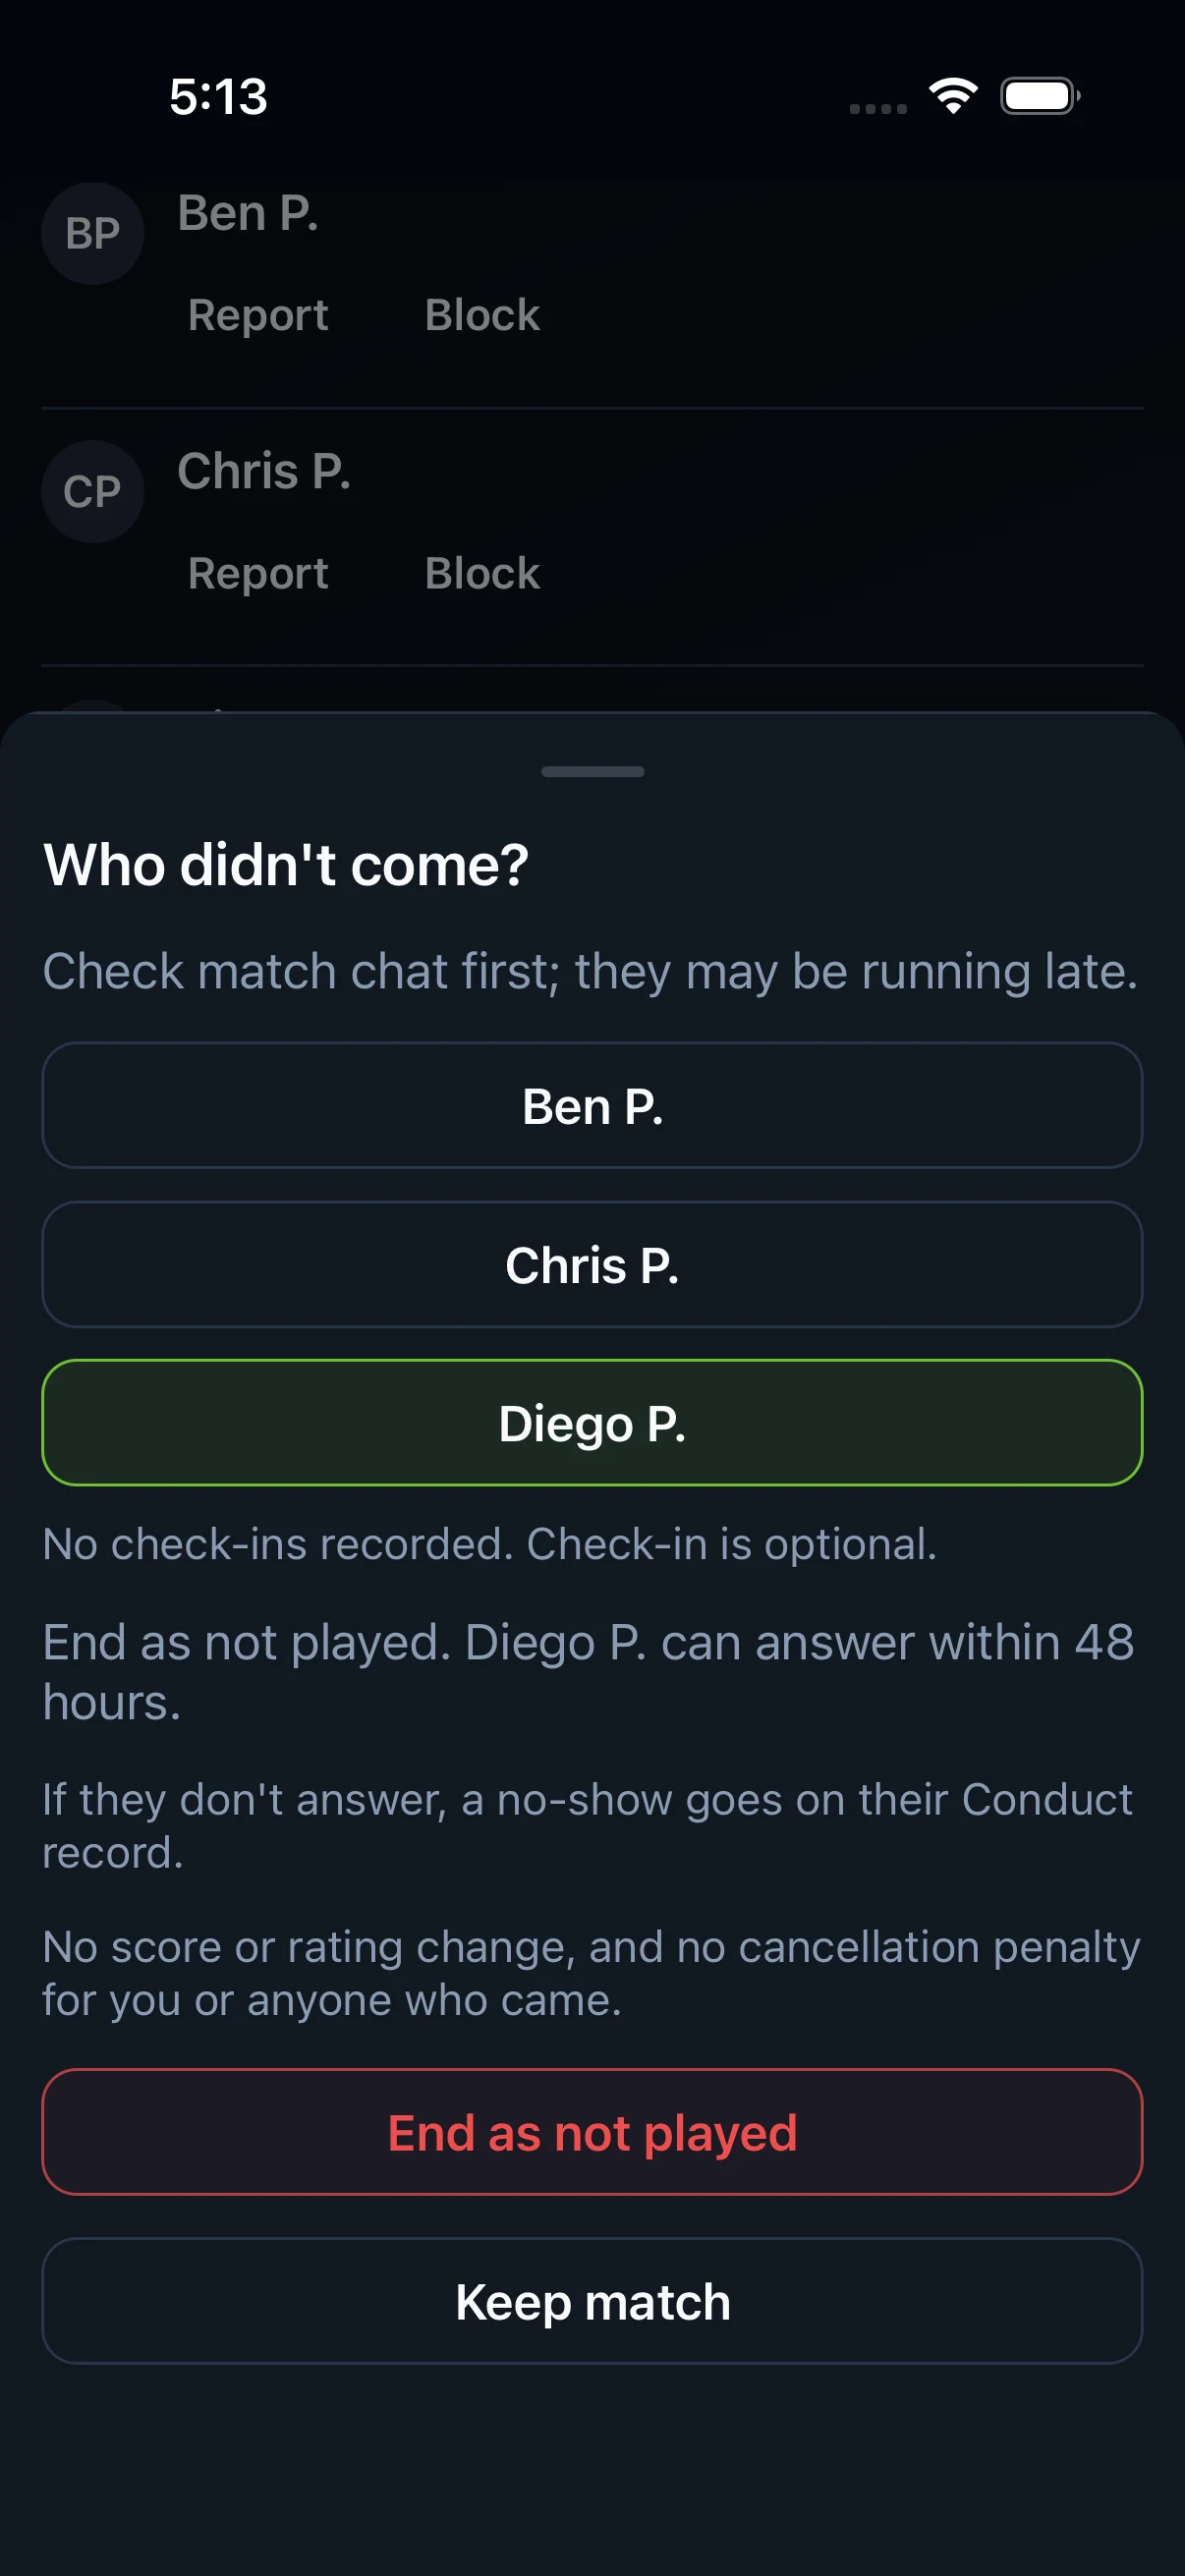 5:13
BP
Ben P.
Report Block
CP
Chris P.
Report Block
Who didn't come?
Check match chat first; they may be running late.
Ben P.
Chris P.
Diego P.
No check-ins recorded. Check-in is optional.
End as not played. Diego P. can answer within 48
hours.
If they don't answer, a no-show goes on their Conduct
record.
No score or rating change, and no cancellation penalty
for you or anyone who came.
End as not played
Keep match